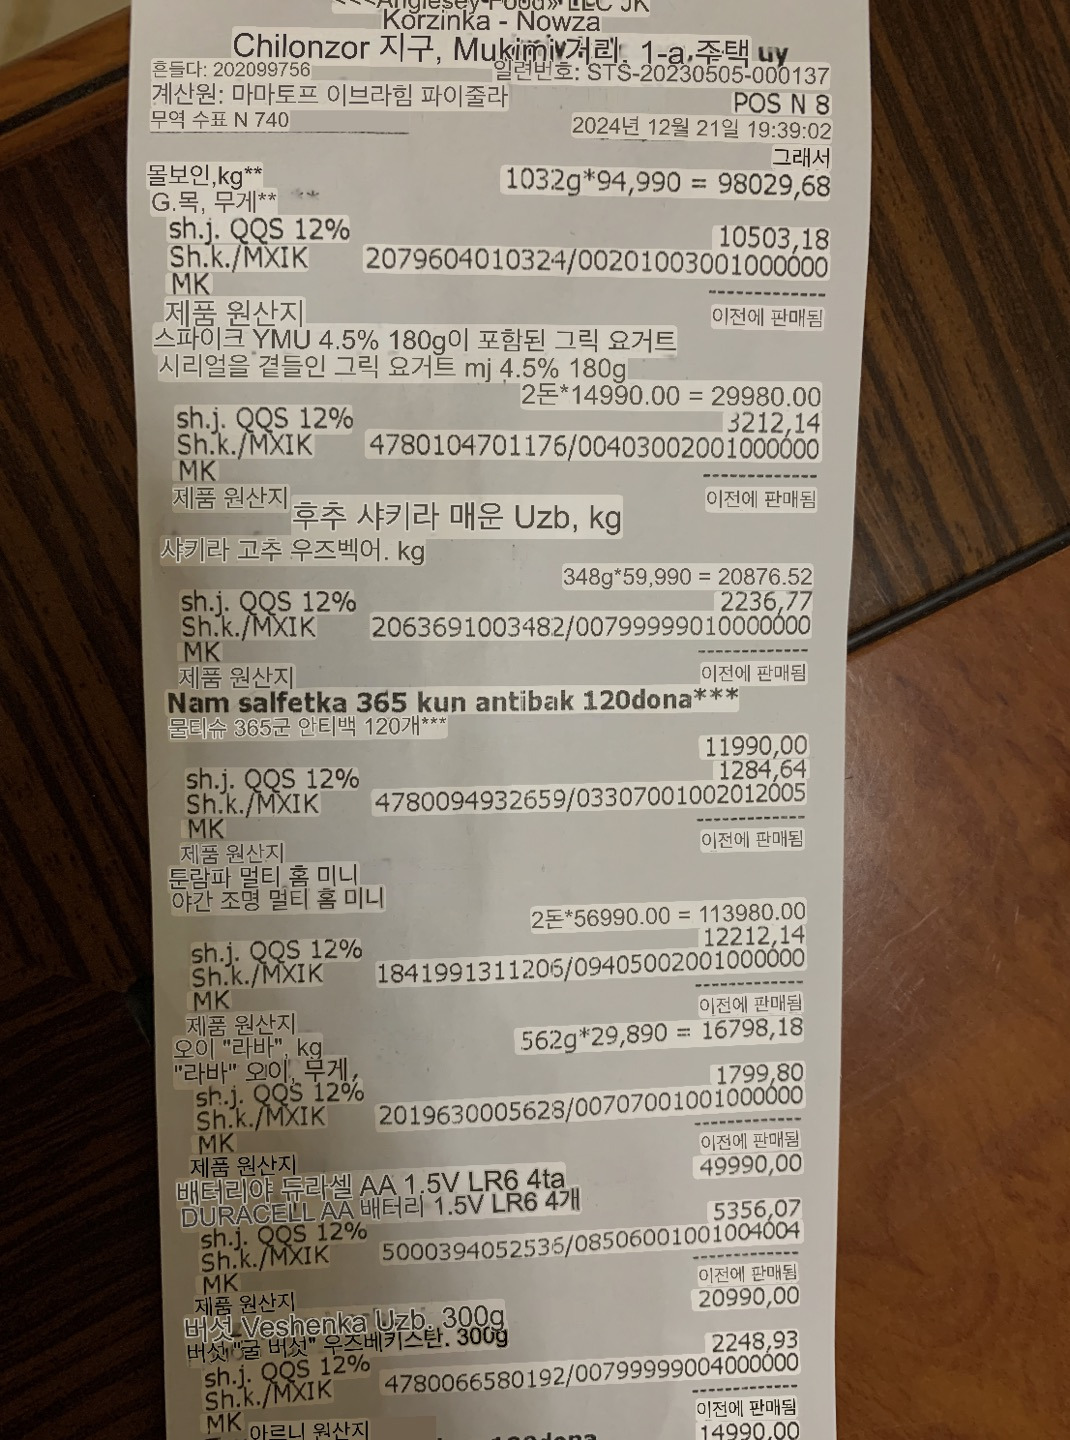 <<<Anglesey Food» LLC JK
Korzinka - Nowza
Chilonzor 지구, Mukimiy거리, 1-a,주택 uy
흔들다: 202099756 일련번호: STS-20230505-000137
계산원: 마마토프 이브라힘 파이줄라 POS N 8
무역 수표 N 740 2024년 12월 21일 19:39:02
그래서
몰보인,kg** 1032g*94,990 = 98029,68
G.목, 무게** **
sh.j. QQS 12% 10503,18
Sh.k./MXIK 2079604010324/00201003001000000
MK ------------
제품 원산지 이전에 판매됨
스파이크 YMU 4.5% 180g이 포함된 그릭 요거트
시리얼을 곁들인 그릭 요거트 mj 4.5% 180g
2돈*14990.00 = 29980.00
sh.j. QQS 12% 3212,14
Sh.k./MXIK 4780104701176/00403002001000000
MK ------------
제품 원산지 이전에 판매됨
후추 샤키라 매운 Uzb, kg
샤키라 고추 우즈벡어. kg
348g*59,990 = 20876.52
sh.j. QQS 12% 2236,77
Sh.k./MXIK 2063691003482/00799999010000000
MK ------------
제품 원산지 이전에 판매됨
Nam salfetka 365 kun antibak 120dona***
물티슈 365군 안티백 120개***
11990,00
sh.j. QQS 12% 1284,64
Sh.k./MXIK 4780094932659/03307001002012005
MK ------------
제품 원산지 이전에 판매됨
툰람파 멀티 홈 미니
야간 조명 멀티 홈 미니
2돈*56990.00 = 113980.00
sh.j. QQS 12% 12212,14
Sh.k./MXIK 1841991311206/09405002001000000
MK ------------
제품 원산지 이전에 판매됨
오이 "라바", kg 562g*29,890 = 16798,18
"라바" 오이, 무게,
sh.j. QQS 12% 1799,80
Sh.k./MXIK 2019630005628/00707001001000000
MK ------------
제품 원산지 이전에 판매됨
배터리야 듀라셀 AA 1.5V LR6 4ta 49990,00
DURACELL AA 배터리 1.5V LR6 4개
sh.j. QQS 12% 5356,07
Sh.k./MXIK 5000394052536/08506001001004004
MK ------------
제품 원산지 이전에 판매됨
버섯 Veshenka Uzb. 300g 20990,00
버섯 "굴 버섯" 우즈베키스탄. 300g
sh.j. QQS 12% 2248,93
Sh.k./MXIK 4780066580192/00799999004000000
MK ------------
아르니 원산지 이전에 판매됨
14990,00